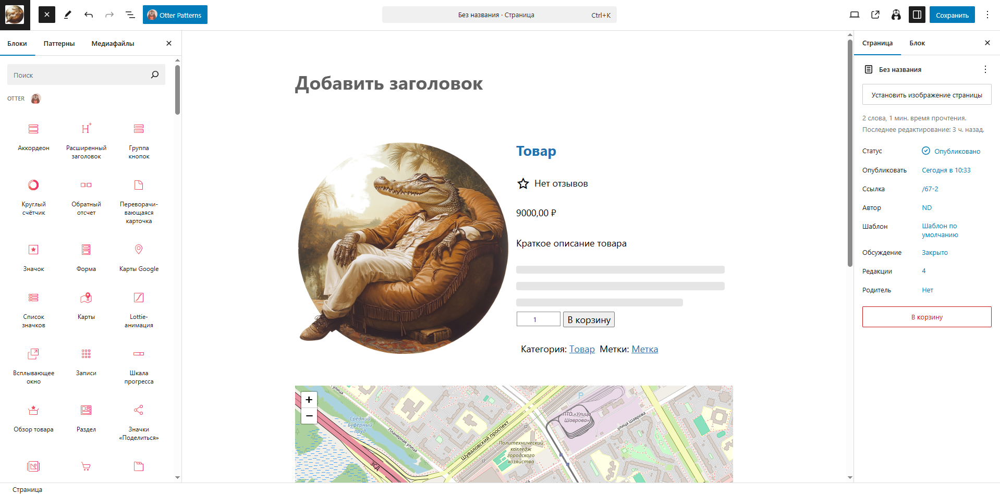 Otter Patterns
Без названия · Страница
Ctrl+K
Сохранить
Блоки
Паттерны
Медиафайлы
Поиск
OTTER
Аккордеон
Расширенный
заголовок
Группа
кнопок
Круглый
счётчик
Обратный
отсчет
Переворачи-
вающаяся
карточка
Значок
Форма
Карты Google
Список
значков
Карты
Lottie-
анимация
Всплывающее
окно
Записи
Шкала
прогресса
Обзор товара
Раздел
Значки
«Поделиться»
Добавить заголовок
Товар
Нет отзывов
9000,00 ₽
Краткое описание товара
1
В корзину
Категория: Товар Метки: Метка
+
−
улица
Средний
Буферный
пруд
Планерная улица
ЗСД
Шуваловский проспект
P
ПТО «Улица
Шаврова»
улица Шаврова
Политехнический
колледж
городского
хозяйства
Страница
Блок
Без названия
Установить изображение страницы
2 слова, 1 мин. время прочтения.
Последнее редактирование: 3 ч. назад.
Статус
Опубликовано
Опубликовать
Сегодня в 10:33
Ссылка
/67-2
Автор
ND
Шаблон
Шаблон по
умолчанию
Обсуждение
Закрыто
Редакции
4
Родитель
Нет
В корзину
Страница